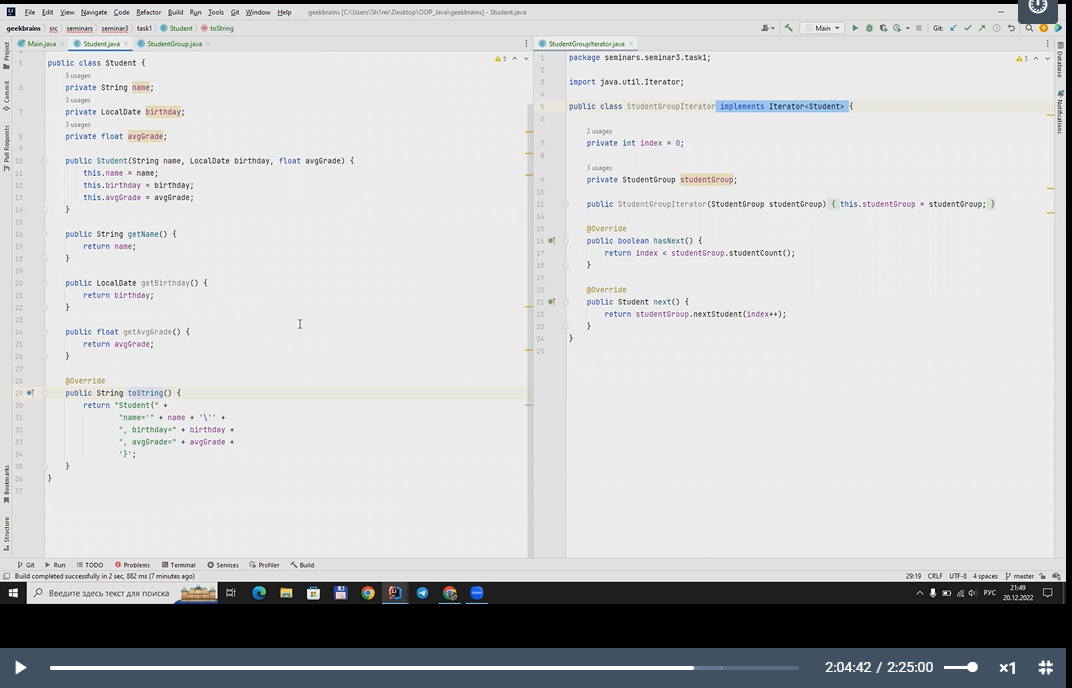 File Edit View Navigate Code Refactor Build Run Tools Git Window Help geekbrains [C:\Users\Sh1rer\Desktop\OOP_Java\geekbrains] - Student.java
geekbrains src seminars seminar3 task1 Student toString Main Git:
Main.java Student.java StudentGroup.java
StudentGroupIterator.java
Project
Commit
Pull Requests
Bookmarks
Structure
5 public class Student {
3 usages
6 private String name;
3 usages
7 private LocalDate birthday;
3 usages
8 private float avgGrade;
9
10 public Student(String name, LocalDate birthday, float avgGrade) {
11 this.name = name;
12 this.birthday = birthday;
13 this.avgGrade = avgGrade;
14 }
15
16 public String getName() {
17 return name;
18 }
19
20 public LocalDate getBirthday() {
21 return birthday;
22 }
23
24 public float getAvgGrade() {
25 return avgGrade;
26 }
27
28 @Override
29 public String toString() {
30 return "Student{" +
31 "name='" + name + '\'' +
32 ", birthday=" + birthday +
33 ", avgGrade=" + avgGrade +
34 '}';
35 }
36 }
37
5
1 package seminars.seminar3.task1;
2
3 import java.util.Iterator;
4
5 public class StudentGroupIterator implements Iterator<Student> {
6
2 usages
7 private int index = 0;
8
3 usages
9 private StudentGroup studentGroup;
10
11 public StudentGroupIterator(StudentGroup studentGroup) { this.studentGroup = studentGroup; }
14
15 @Override
16 public boolean hasNext() {
17 return index < studentGroup.studentCount();
18 }
19
20 @Override
21 public Student next() {
22 return studentGroup.nextStudent(index++);
23 }
24 }
25
3
Database
Notifications
Git Run TODO Problems Terminal Services Profiler Build
Build completed successfully in 2 sec, 882 ms (7 minutes ago) 29:19 CRLF UTF-8 4 spaces master
Введите здесь текст для поиска
РУС 21:49
20.12.2022
2:04:42 / 2:25:00 ×1